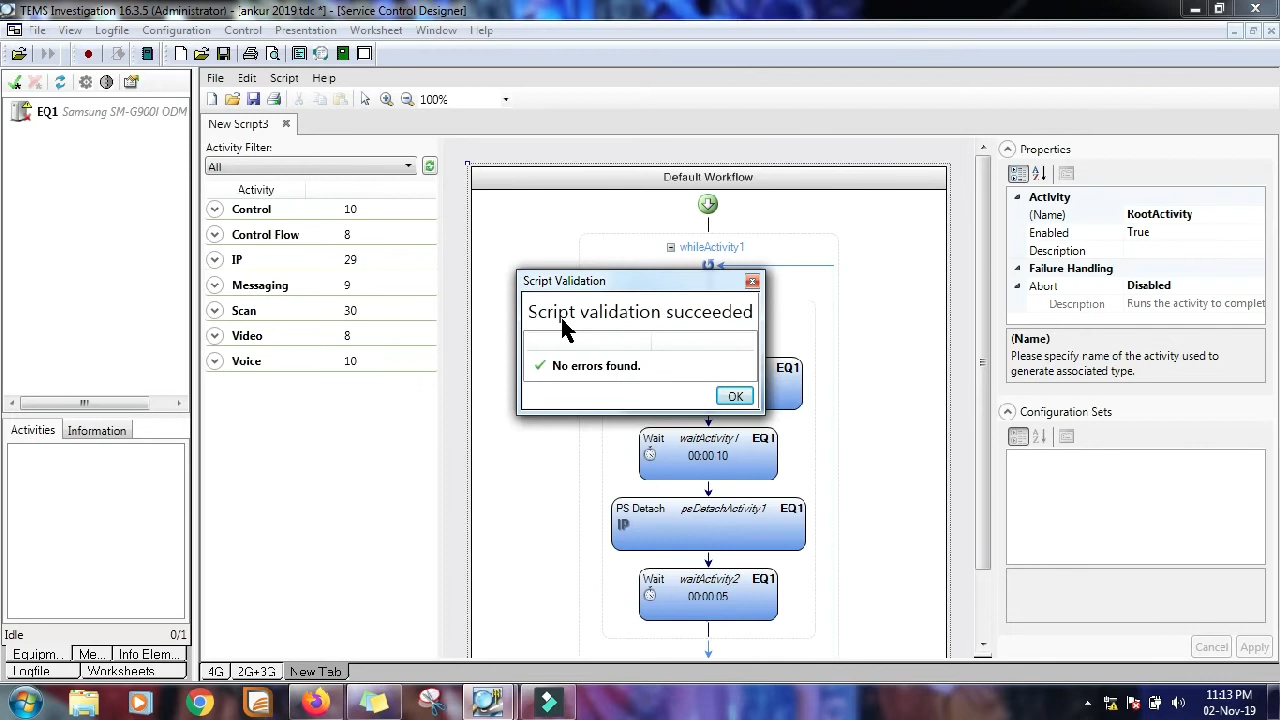 TEMS Investigation 16.3.5 (Administrator) - [ankur 2019 tdc *] - [Service Control Designer]
File View Logfile Configuration Control Presentation Worksheet Window Help
File Edit Script Help
100%
EQ1 Samsung SM-G900I ODM
New Script3
Activity Filter:
All
Activity
Control 10
Control Flow 8
IP 29
Messaging 9
Scan 30
Video 8
Voice 10
Default Workflow
whileActivity1
Script Validation
Script validation succeeded
No errors found.
OK
EQ1
Wait waitActivity1 EQ1
00:00:10
PS Detach psDetachActivity1 EQ1
IP
Wait waitActivity2 EQ1
00:00:05
Properties
Activity
(Name) RootActivity
Enabled True
Description
Failure Handling
Abort Disabled
Description Runs the activity to complet
(Name)
Please specify name of the activity used to
generate associated type.
Configuration Sets
Cancel Apply
Activities Information
Idle 0/1
Equipm... Me... Info Elem...
Logfile Worksheets
4G 2G+3G New Tab
11:13 PM
02-Nov-19